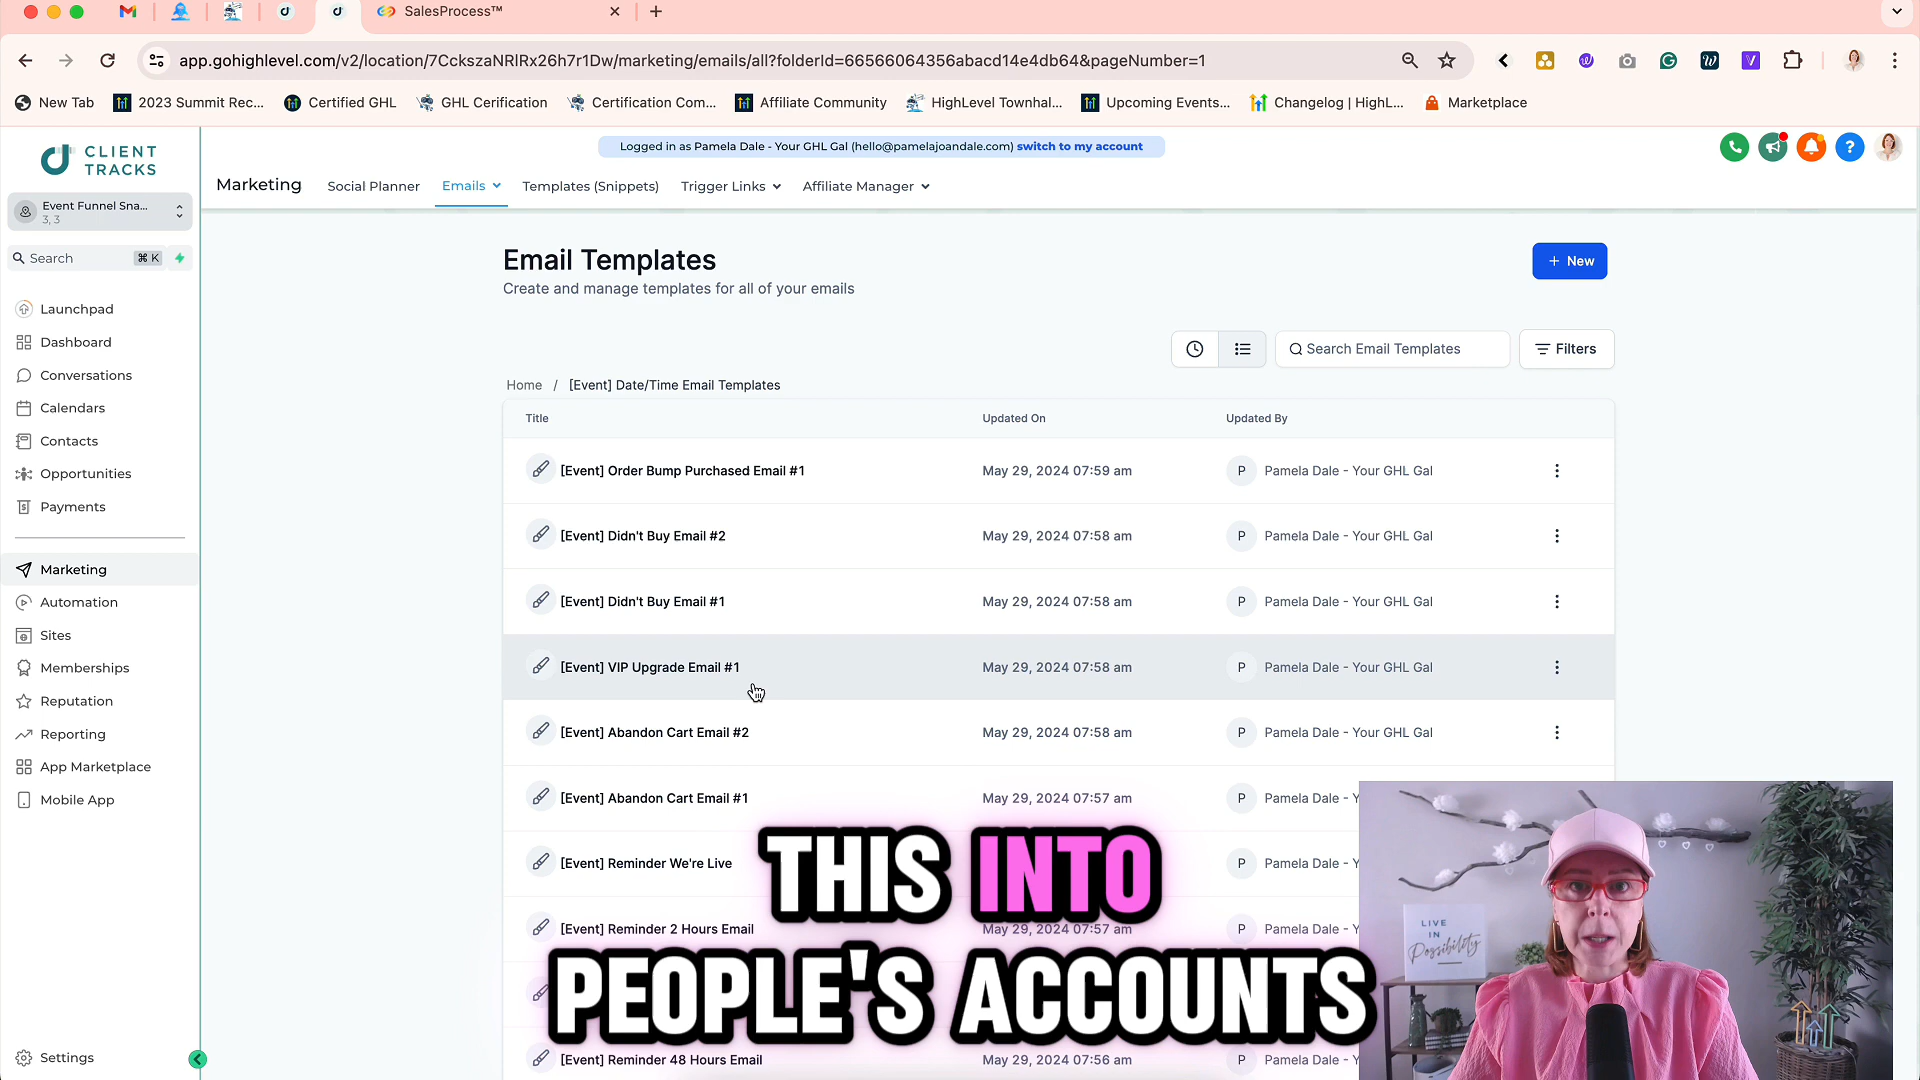 SalesProcess™
app.gohighlevel.com/v2/location/7CckszaNRlRx26h7r1Dw/marketing/emails/all?folderId=66566064356abacd14e4db64&pageNumber=1
New Tab
2023 Summit Rec...
Certified GHL
GHL Cerification
Certification Com...
Affiliate Community
HighLevel Townhal...
Upcoming Events...
Changelog | HighL...
Marketplace
CLIENT
TRACKS
Logged in as Pamela Dale - Your GHL Gal (hello@pamelajoandale.com) switch to my account
Marketing
Social Planner
Emails
Templates (Snippets)
Trigger Links
Affiliate Manager
Event Funnel Sna...
3, 3
Search
⌘ K
Launchpad
Dashboard
Conversations
Calendars
Contacts
Opportunities
Payments
Marketing
Automation
Sites
Memberships
Reputation
Reporting
App Marketplace
Mobile App
Settings
Email Templates
+ New
Create and manage templates for all of your emails
Search Email Templates
Filters
Home / [Event] Date/Time Email Templates
Title Updated On Updated By
[Event] Order Bump Purchased Email #1 May 29, 2024 07:59 am P Pamela Dale - Your GHL Gal
[Event] Didn't Buy Email #2 May 29, 2024 07:58 am P Pamela Dale - Your GHL Gal
[Event] Didn't Buy Email #1 May 29, 2024 07:58 am P Pamela Dale - Your GHL Gal
[Event] VIP Upgrade Email #1 May 29, 2024 07:58 am P Pamela Dale - Your GHL Gal
[Event] Abandon Cart Email #2 May 29, 2024 07:58 am P Pamela Dale - Your GHL Gal
[Event] Abandon Cart Email #1 May 29, 2024 07:57 am P Pamela Dale - Y
[Event] Reminder We're Live P Pamela Dale - Y
THIS INTO
[Event] Reminder 2 Hours Email May 29, 2024 07:57 am P Pamela Dale - Y
PEOPLE'S ACCOUNTS
[Event] Reminder 48 Hours Email May 29, 2024 07:56 am P Pamela Dale - Y
LIVE
IN
Possibility